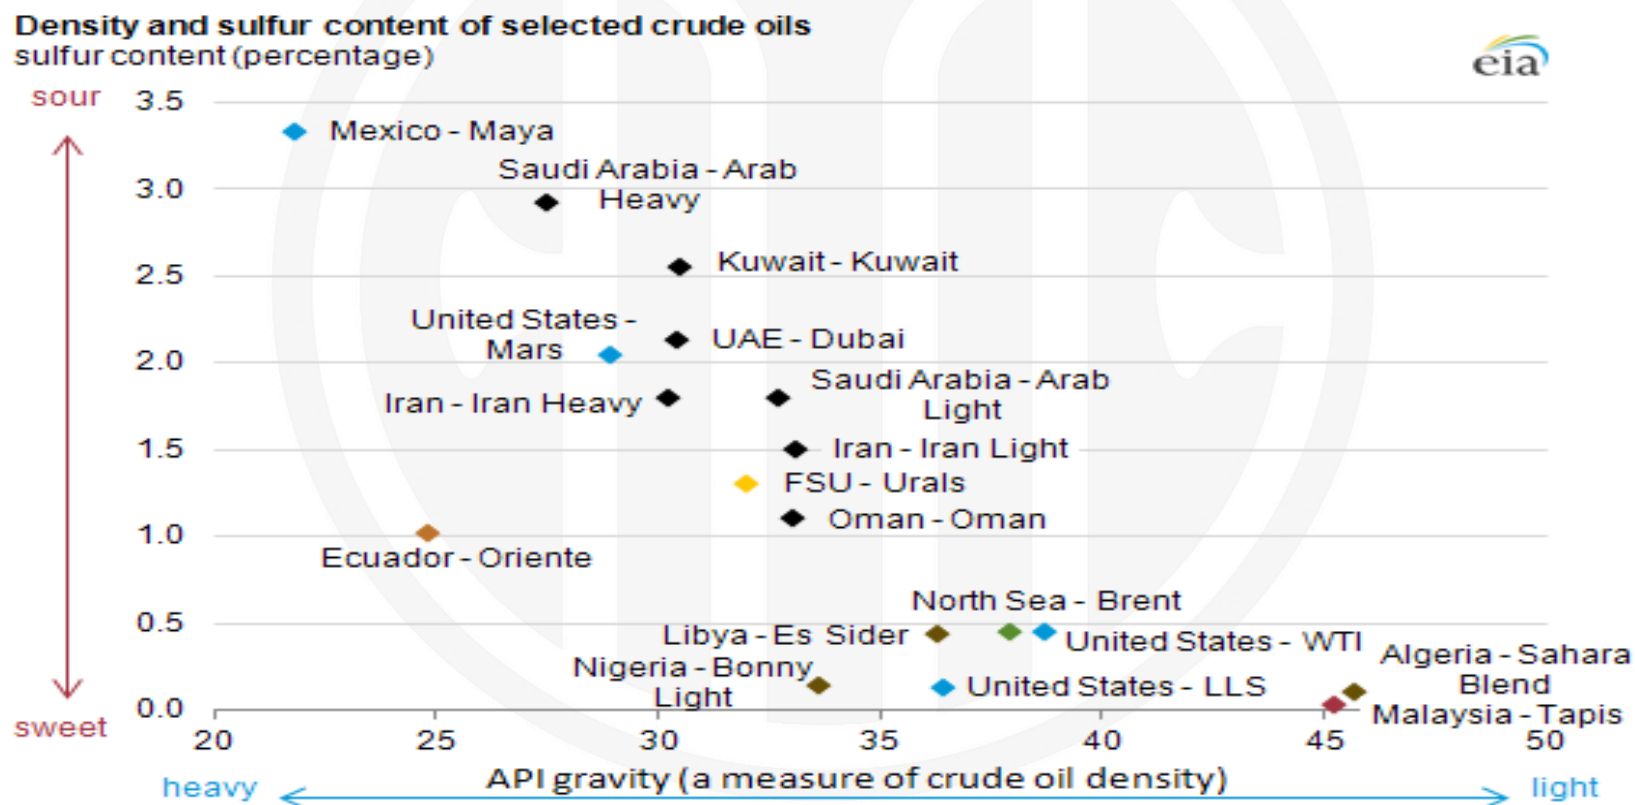 Density and sulfur content of selected crude oils
sulfur content (percentage)
eia
sour
3.5
Mexico - Maya
Saudi Arabia - Arab
Heavy
3.0
Kuwait - Kuwait
2.5
United States -
Mars
UAE - Dubai
2.0
Saudi Arabia - Arab
Light
Iran - Iran Heavy
Iran - Iran Light
1.5
FSU - Urals
Oman - Oman
1.0
Ecuador - Oriente
North Sea - Brent
0.5
Libya - Es Sider
United States - WTI
Algeria - Sahara
Blend
Nigeria - Bonny
Light
United States - LLS
Malaysia - Tapis
0.0
sweet
20 25 30 35 40 45 50
API gravity (a measure of crude oil density)
heavy
light